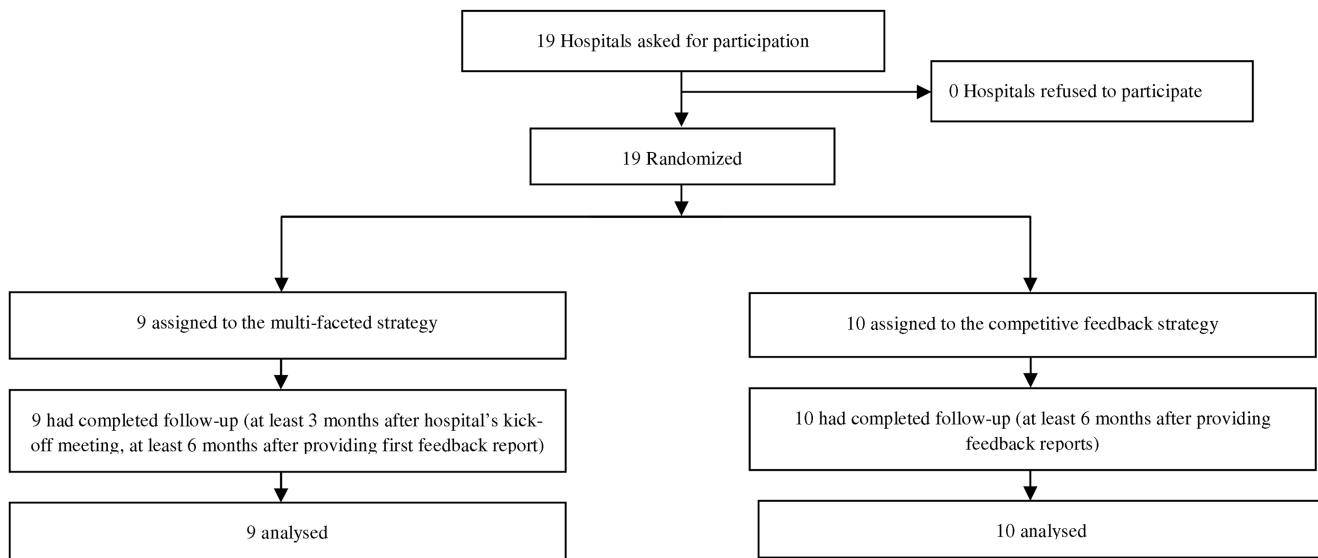 19 Hospitals asked for participation
0 Hospitals refused to participate
19 Randomized
9 assigned to the multi-faceted strategy
10 assigned to the competitive feedback strategy
9 had completed follow-up (at least 3 months after hospital’s kick-
off meeting, at least 6 months after providing first feedback report)
10 had completed follow-up (at least 6 months after providing
feedback reports)
9 analysed
10 analysed